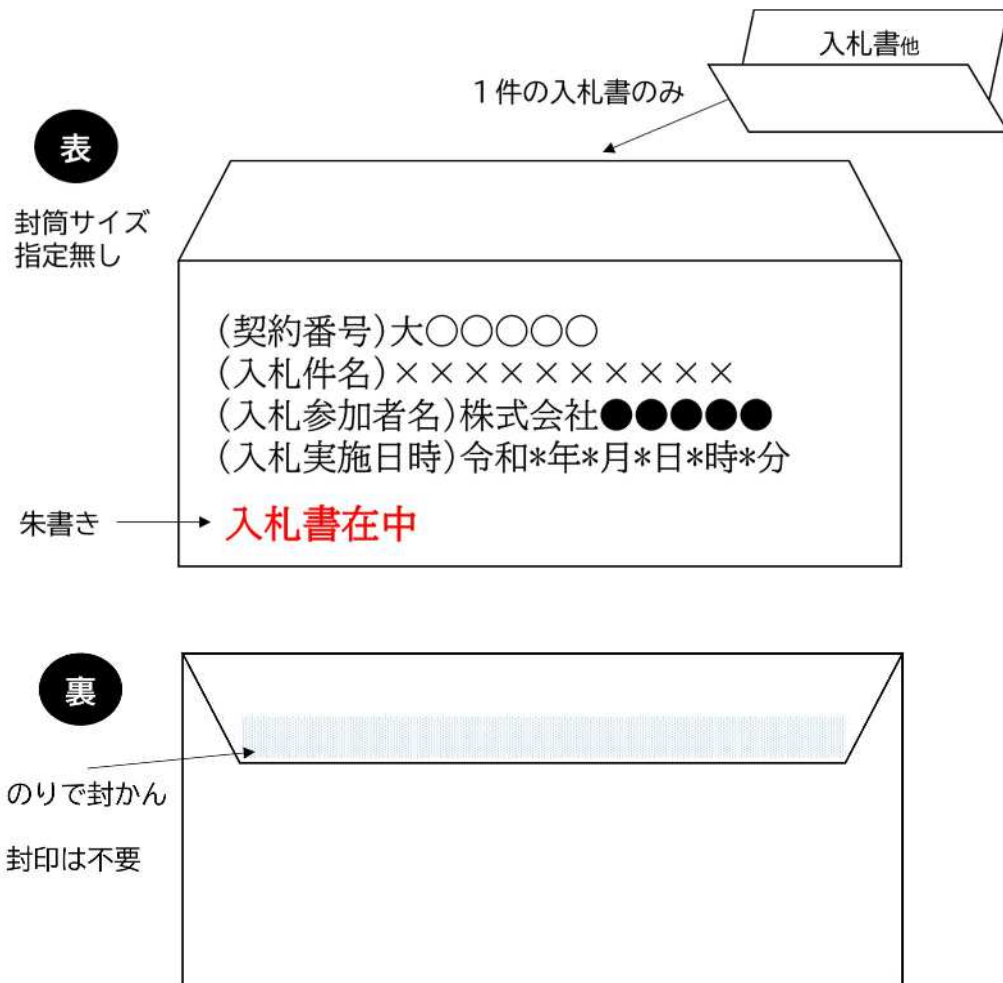 入札書他
1件の入札書のみ
表
封筒サイズ
指定無し
(契約番号)大○○○○○
(入札件名)××××××××××
(入札参加者名)株式会社●●●●●
(入札実施日時)令和*年*月*日*時*分
朱書き
入札書在中
裏
のりで封かん
封印は不要